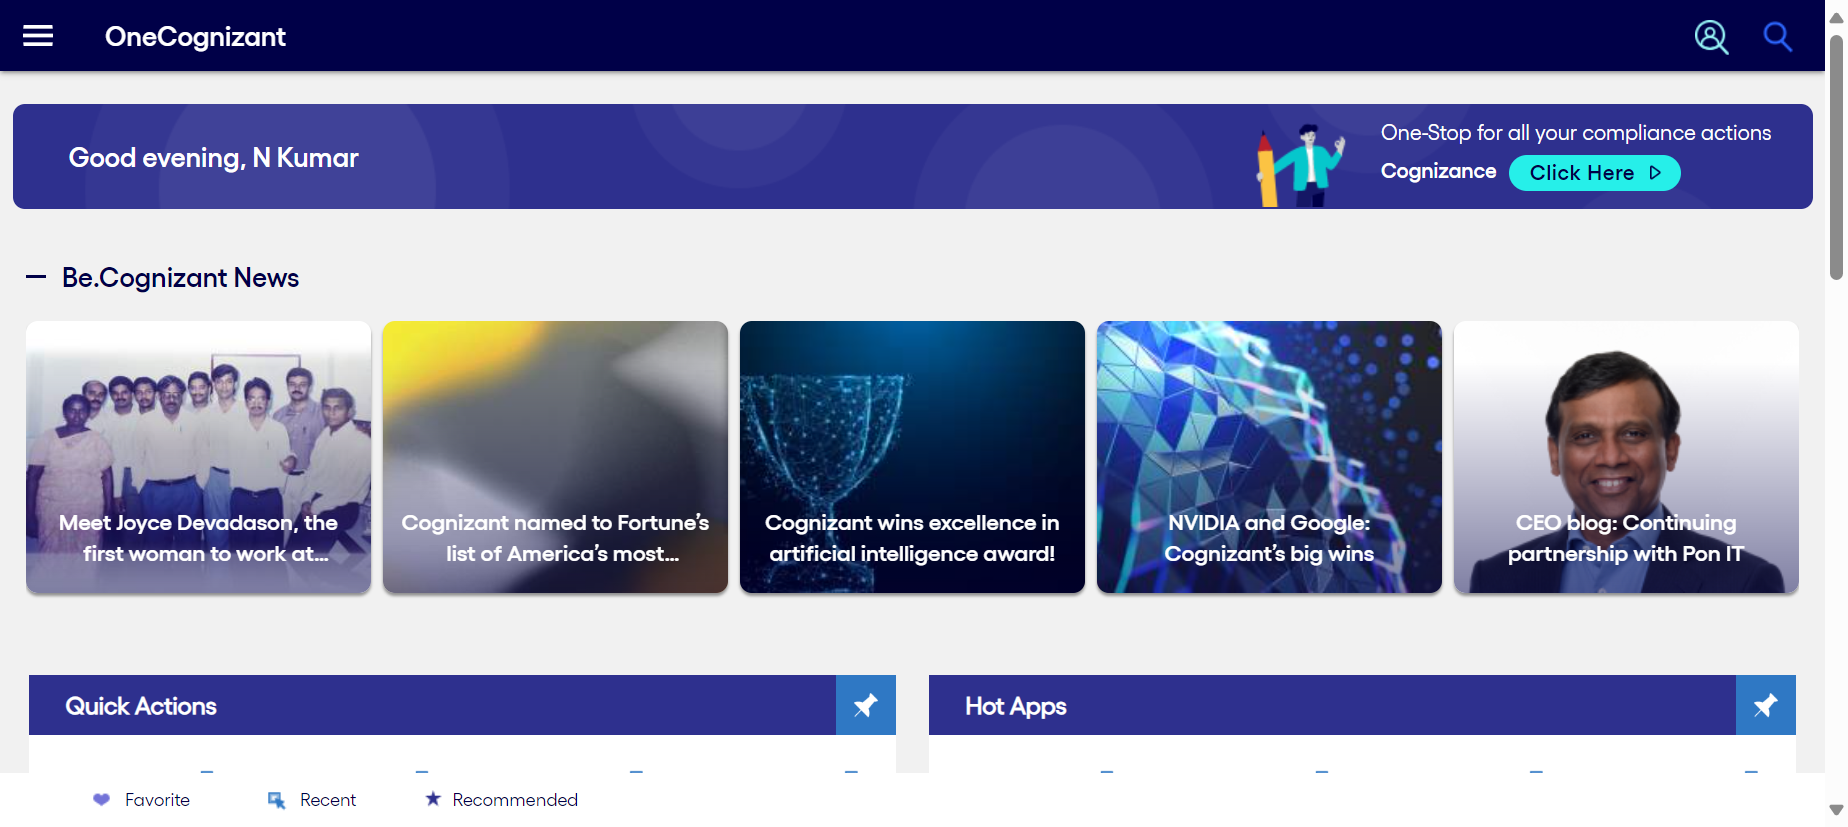 OneCognizant
Good evening, N Kumar
One-Stop for all your compliance actions
Cognizance
Click Here
Be.Cognizant News
Meet Joyce Devadason, the
first woman to work at...
Cognizant named to Fortune’s
list of America’s most...
Cognizant wins excellence in
artificial intelligence award!
NVIDIA and Google:
Cognizant’s big wins
CEO blog: Continuing
partnership with Pon IT
Quick Actions
Hot Apps
Favorite
Recent
Recommended